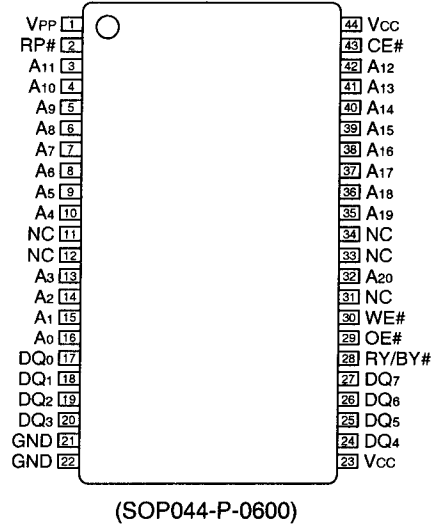 VPP 1 44 VCC
RP# 2 43 CE#
A11 3 42 A12
A10 4 41 A13
A9 5 40 A14
A8 6 39 A15
A7 7 38 A16
A6 8 37 A17
A5 9 36 A18
A4 10 35 A19
NC 11 34 NC
NC 12 33 NC
A3 13 32 A20
A2 14 31 NC
A1 15 30 WE#
A0 16 29 OE#
DQ0 17 28 RY/BY#
DQ1 18 27 DQ7
DQ2 19 26 DQ6
DQ3 20 25 DQ5
GND 21 24 DQ4
GND 22 23 VCC
(SOP044-P-0600)